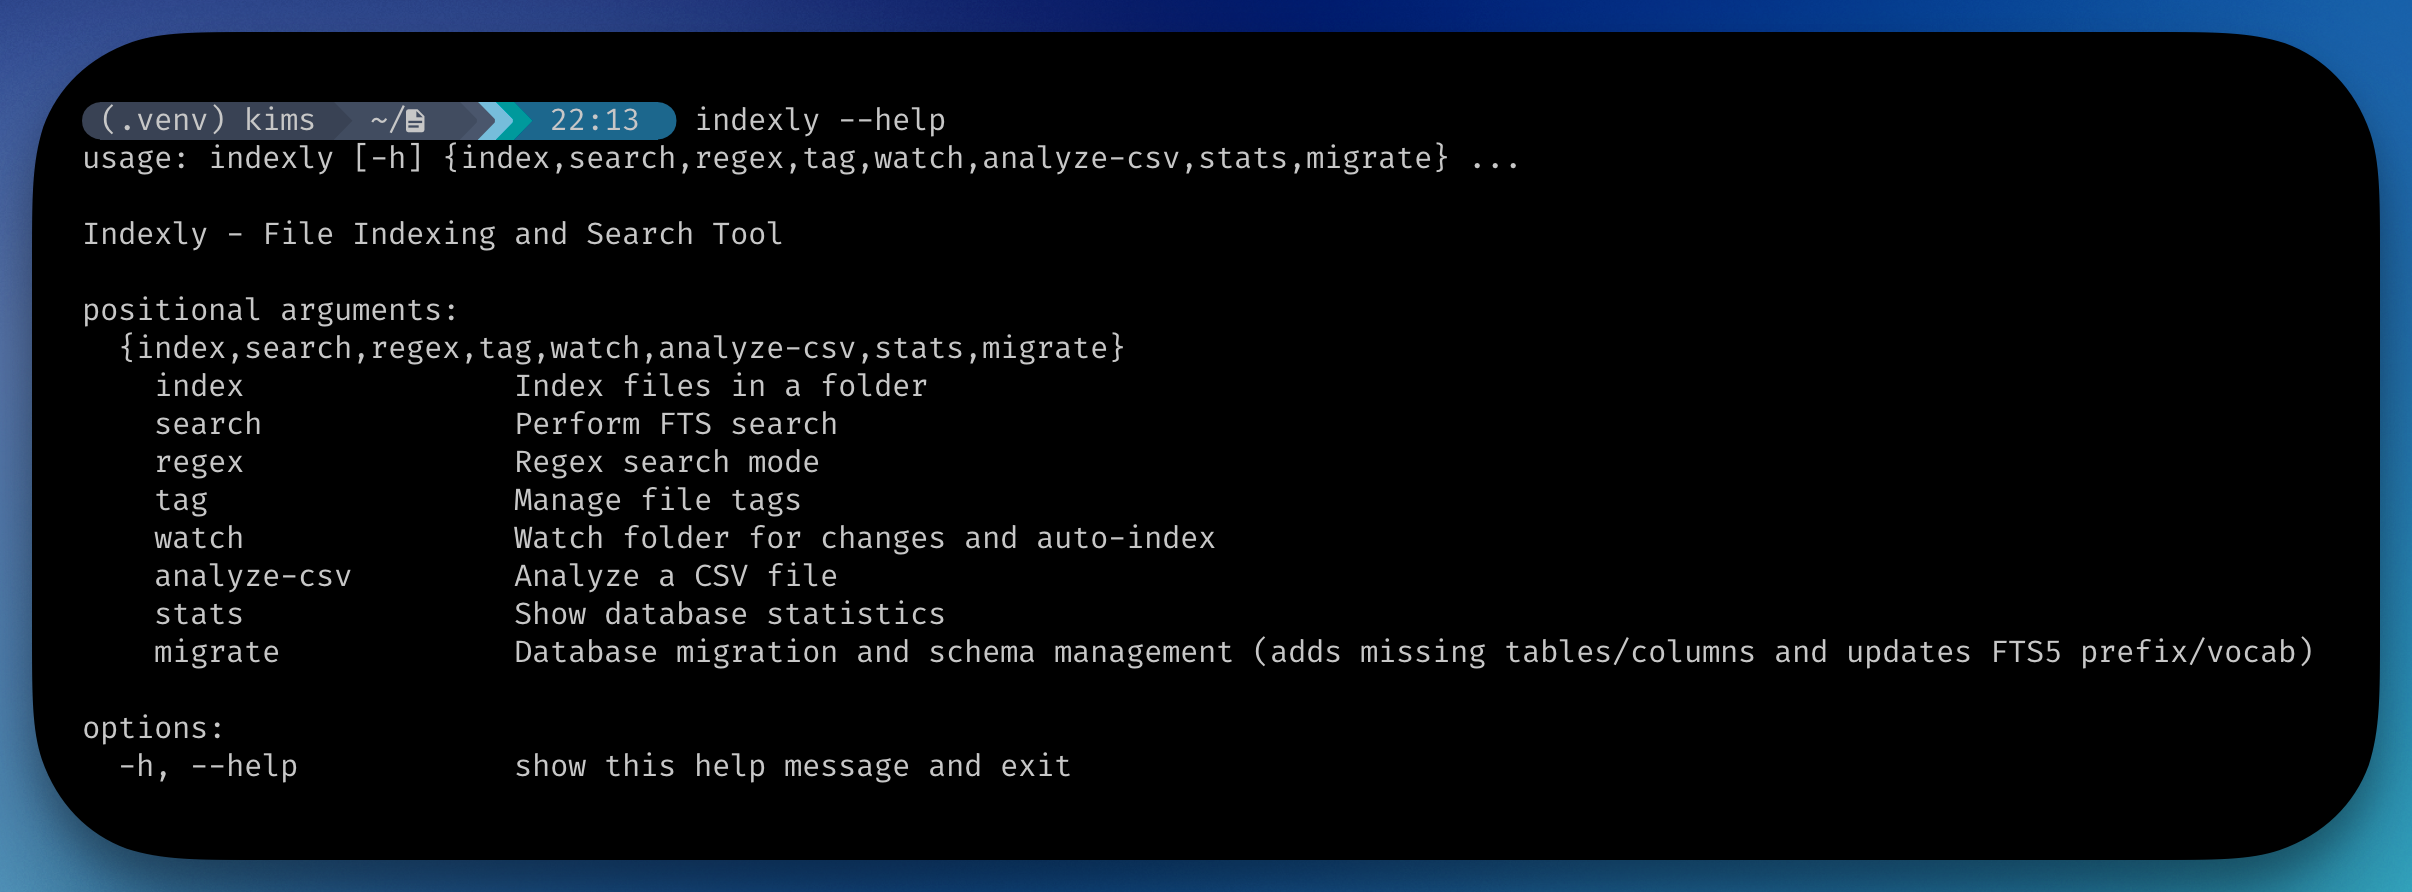 (.venv) kims ~/ 22:13 indexly --help
usage: indexly [-h] {index,search,regex,tag,watch,analyze-csv,stats,migrate} ...
Indexly - File Indexing and Search Tool
positional arguments:
{index,search,regex,tag,watch,analyze-csv,stats,migrate}
index Index files in a folder
search Perform FTS search
regex Regex search mode
tag Manage file tags
watch Watch folder for changes and auto-index
analyze-csv Analyze a CSV file
stats Show database statistics
migrate Database migration and schema management (adds missing tables/columns and updates FTS5 prefix/vocab)
options:
-h, --help show this help message and exit